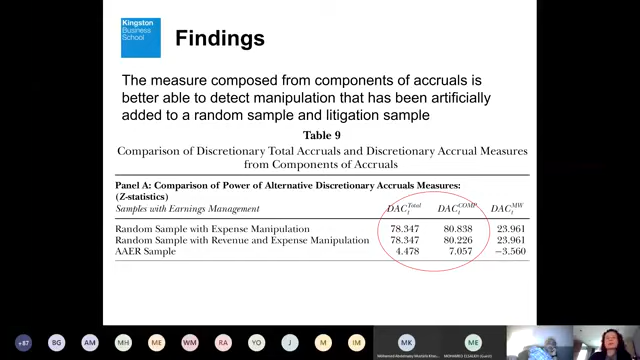 Kingston
Business
School
Findings
The measure composed from components of accruals is
better able to detect manipulation that has been artificially
added to a random sample and litigation sample
Table 9
Comparison of Discretionary Total Accruals and Discretionary Accrual Measures
from Components of Accruals
Panel A: Comparison of Power of Alternative Discretionary Accruals Measures:
(Z-statistics)
Samples with Earnings Management DAC_t^Total DAC_t^COMP DAC_t^MW
Random Sample with Expense Manipulation 78.347 80.838 23.961
Random Sample with Revenue and Expense Manipulation 78.347 80.226 23.961
AAER Sample 4.478 7.057 −3.560
+87 BG AM MH ME WM RA YO J M IM MK ME